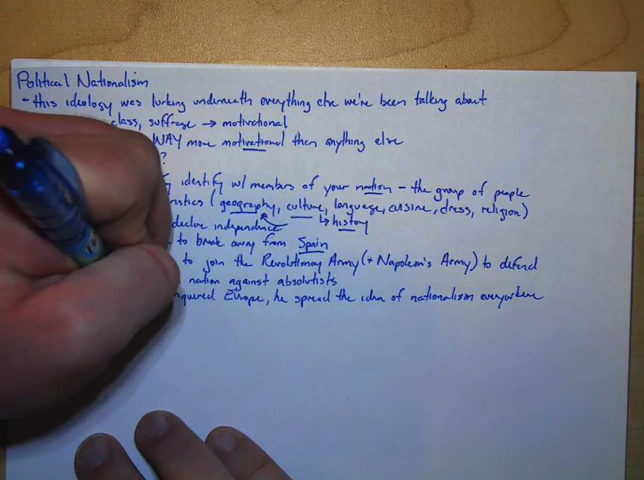 Political Nationalism
- this ideology was lurking underneath everything else we've been talking about
class, suffrage → motivational
WAY more motivational than anything else
?
identify w/ members of your nation - the group of people
(geography, culture, language, cuisine, dress, religion)
declare independence ↳ history
to break away from Spain
to join the Revolutionary Army (+ Napoleon's Army) to defend
nation against absolutists
Europe, he spread the idea of nationalism everywhere